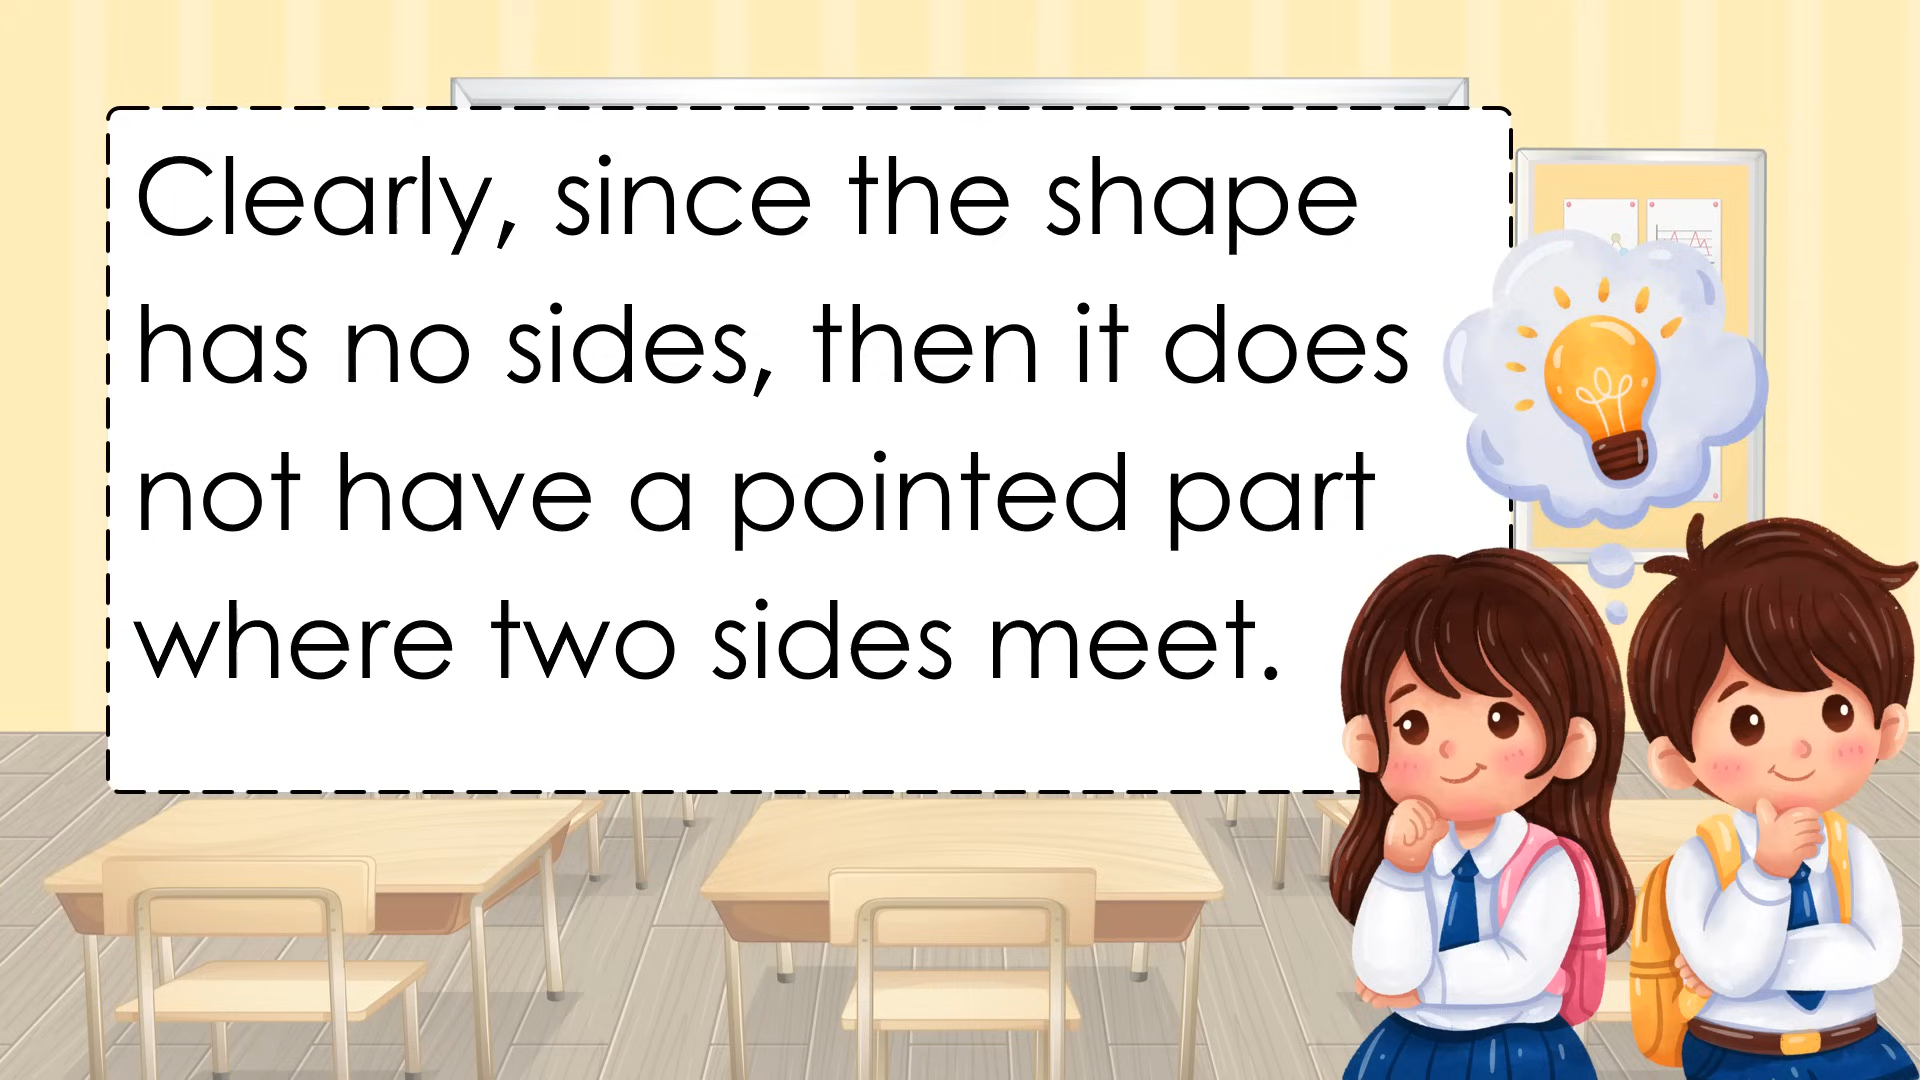 Clearly, since the shape
has no sides, then it does
not have a pointed part
where two sides meet.